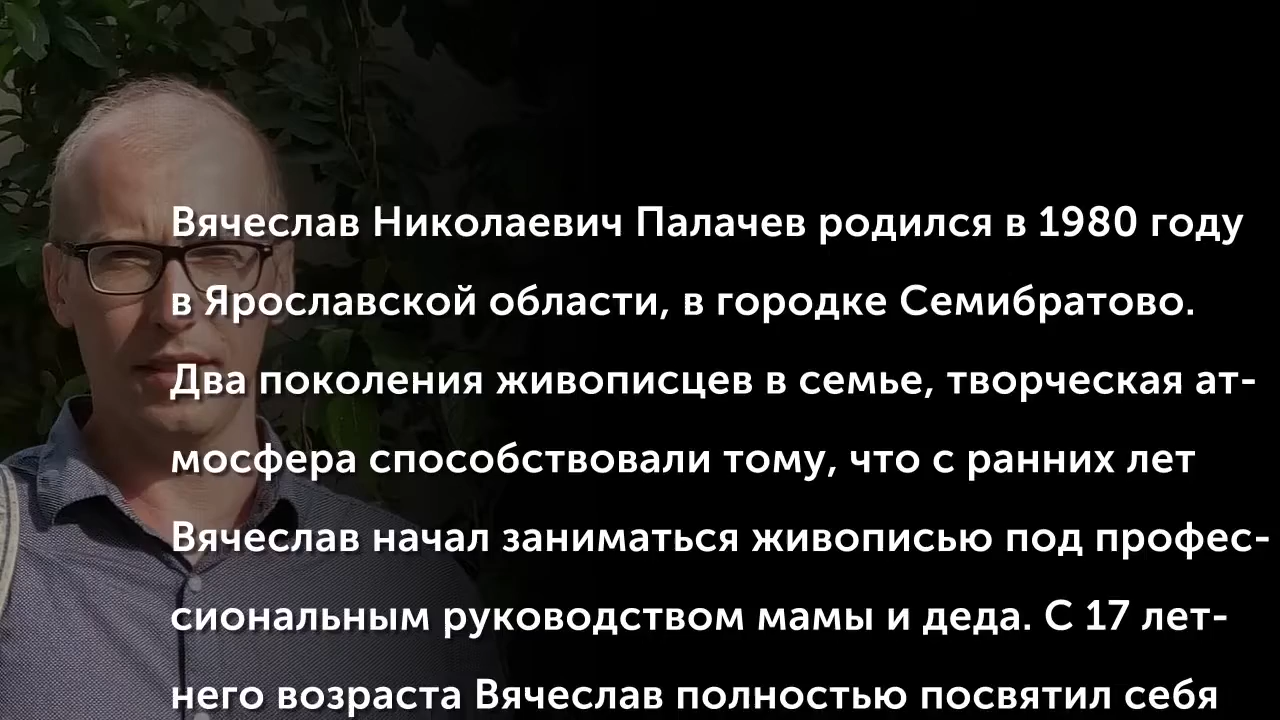 Вячеслав Николаевич Палачев родился в 1980 году
в Ярославской области, в городке Семибратово.
Два поколения живописцев в семье, творческая ат-
мосфера способствовали тому, что с ранних лет
Вячеслав начал заниматься живописью под профес-
сиональным руководством мамы и деда. С 17 лет-
него возраста Вячеслав полностью посвятил себя